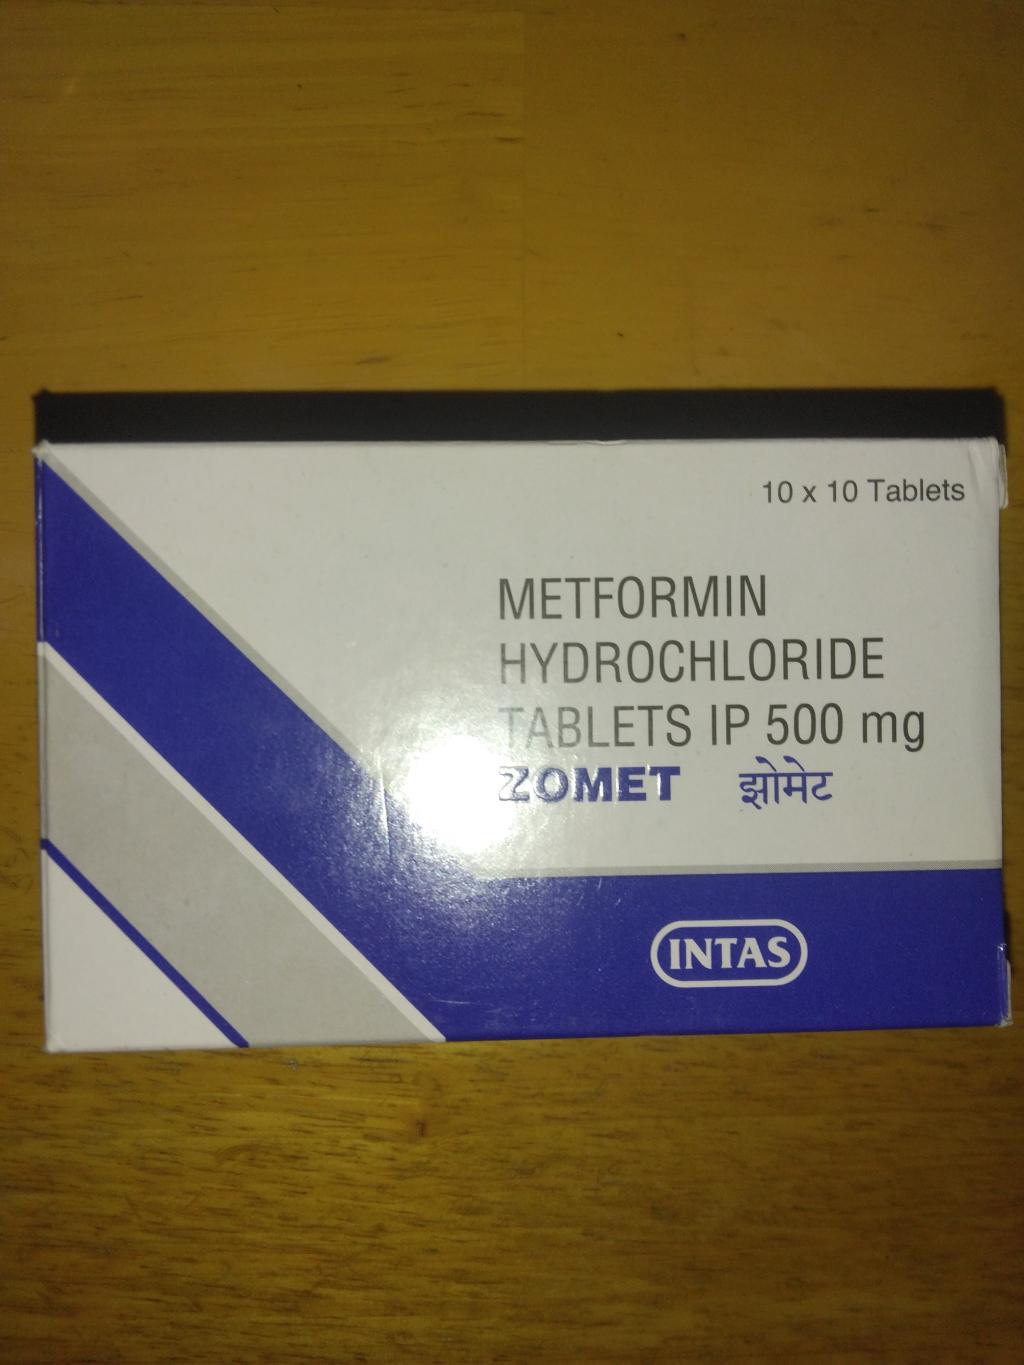 10 x 10 Tablets
METFORMIN
HYDROCHLORIDE
TABLETS IP 500 mg
ZOMET झोमेट
INTAS